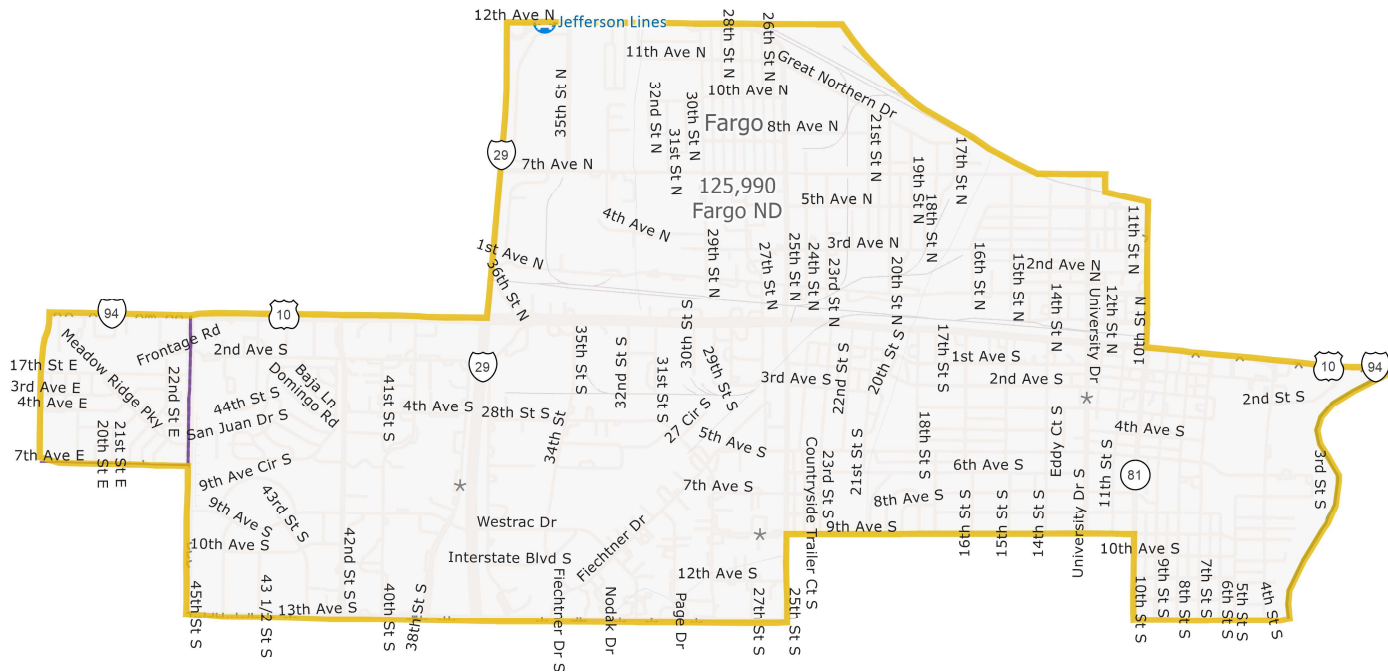 12th Ave N
Jefferson Lines
28th St N
26th St N
11th Ave N
Great Northern Dr
35th St N
32nd St N
30th St N
10th Ave N
Fargo
8th Ave N
31st St N
21st St N
29
7th Ave N
17th St N
19th St N
18th St N
125,990
Fargo ND
5th Ave N
4th Ave N
11th St N
1st Ave N
36th St N
29th St N
27th St N
25th St N
24th St N
23rd St N
3rd Ave N
20th St N
16th St N
15th St N
2nd Ave N
14th St N
N University Dr
12th St N
10th St N
94
10
Meadow Ridge Pky
Frontage Rd
2nd Ave S
17th St E
3rd Ave E
4th Ave E
22nd St E
Domingo Rd
Baja Ln
44th St S
San Juan Dr S
41st St S
29
4th Ave S
28th St S
35th St S
32nd St S
30th St S
31st St S
29th St S
27 Cir S
34th St
3rd Ave S
22nd St S
20th St S
17th St S
1st Ave S
2nd Ave S
10
94
2nd St S
7th Ave E
20th St E
21st St E
9th Ave Cir S
5th Ave S
Countryside Trailer Ct S
23rd St S
21st St S
18th St S
6th Ave S
Eppy Ct S
4th Ave S
11th St S
81
3rd St S
9th Ave S
43rd St S
7th Ave S
8th Ave S
9th Ave S
16th St S
15th St S
14th St S
University Dr S
10th Ave S
42nd St S
Westrac Dr
Interstate Blvd S
Fiechtner Dr
12th Ave S
10th Ave S
45th St S
43 1/2 St S
13th Ave S
40th St S
38th St S
Fiechtner Dr S
Nodak Dr
Page Dr
27th St S
25th St S
10th St S
9th St S
8th St S
7th St S
6th St S
5th St S
4th St S